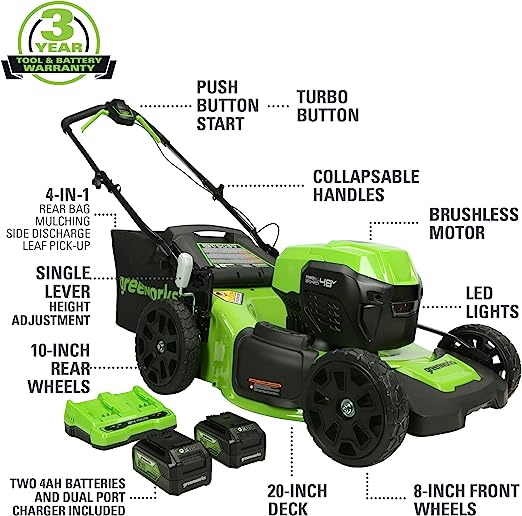 3
YEAR
TOOL & BATTERY
WARRANTY
PUSH
BUTTON
START
TURBO
BUTTON
COLLAPSABLE
HANDLES
4-IN-1
REAR BAG
MULCHING
SIDE DISCHARGE
LEAF PICK-UP
BRUSHLESS
MOTOR
SINGLE
LEVER
HEIGHT
ADJUSTMENT
greenworks
48V
LED
LIGHTS
10-INCH
REAR
WHEELS
greenworks
greenworks
TWO 4AH BATTERIES
AND DUAL PORT
CHARGER INCLUDED
20-INCH
DECK
8-INCH FRONT
WHEELS